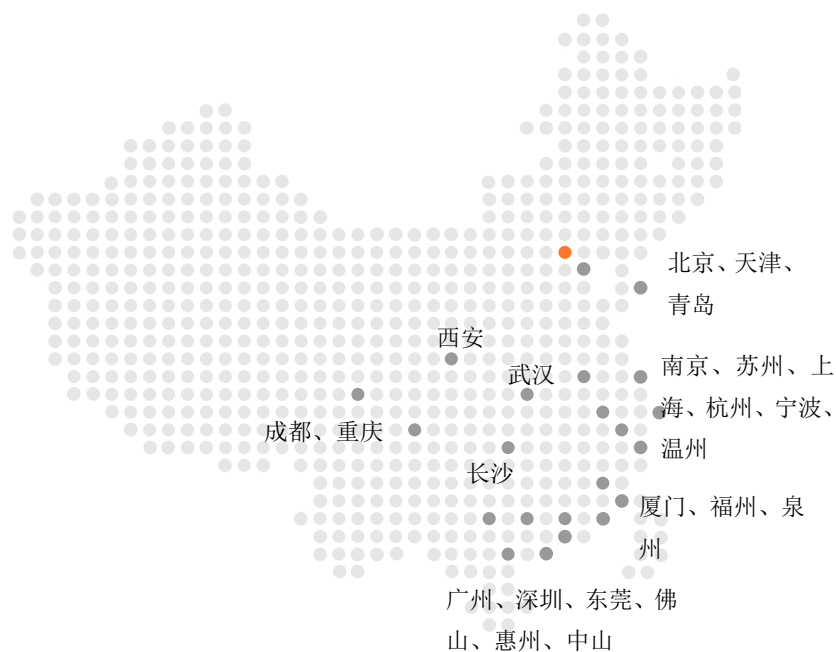 北京、天津、
青岛
西安
南京、苏州、上
海、杭州、宁波、
温州
武汉
成都、重庆
长沙
厦门、福州、泉
州
广州、深圳、东莞、佛
山、惠州、中山